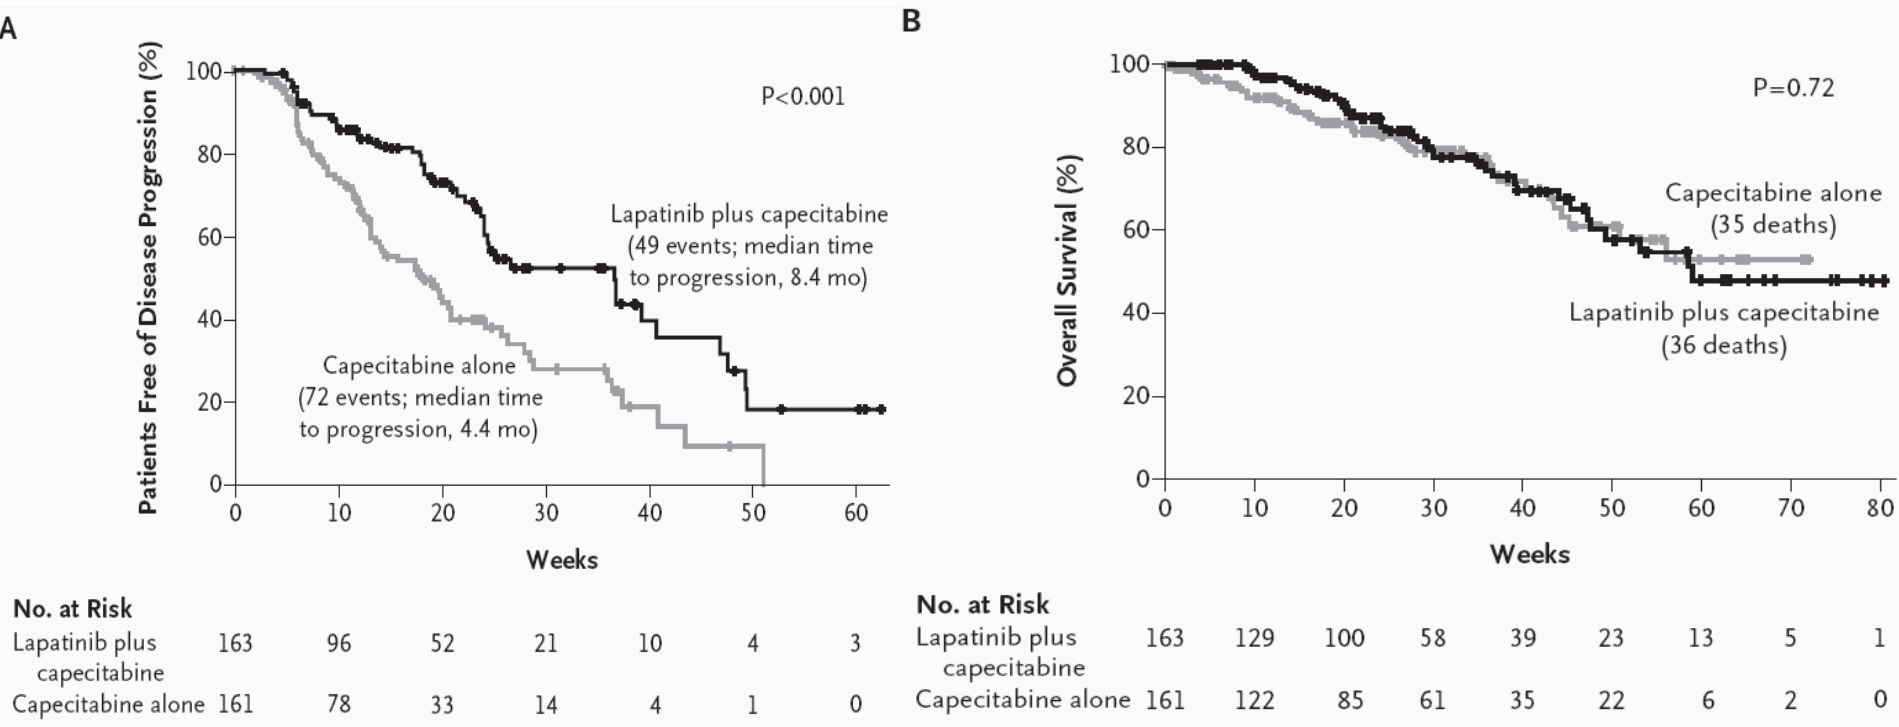 A
Patients Free of Disease Progression (%)
100
80
60
40
20
0
P<0.001
Lapatinib plus capecitabine
(49 events; median time
to progression, 8.4 mo)
Capecitabine alone
(72 events; median time
to progression, 4.4 mo)
0 10 20 30 40 50 60
Weeks
No. at Risk
Lapatinib plus 163 96 52 21 10 4 3
capecitabine
Capecitabine alone 161 78 33 14 4 1 0
B
Overall Survival (%)
100
80
60
40
20
0
P=0.72
Capecitabine alone
(35 deaths)
Lapatinib plus capecitabine
(36 deaths)
0 10 20 30 40 50 60 70 80
Weeks
No. at Risk
Lapatinib plus 163 129 100 58 39 23 13 5 1
capecitabine
Capecitabine alone 161 122 85 61 35 22 6 2 0